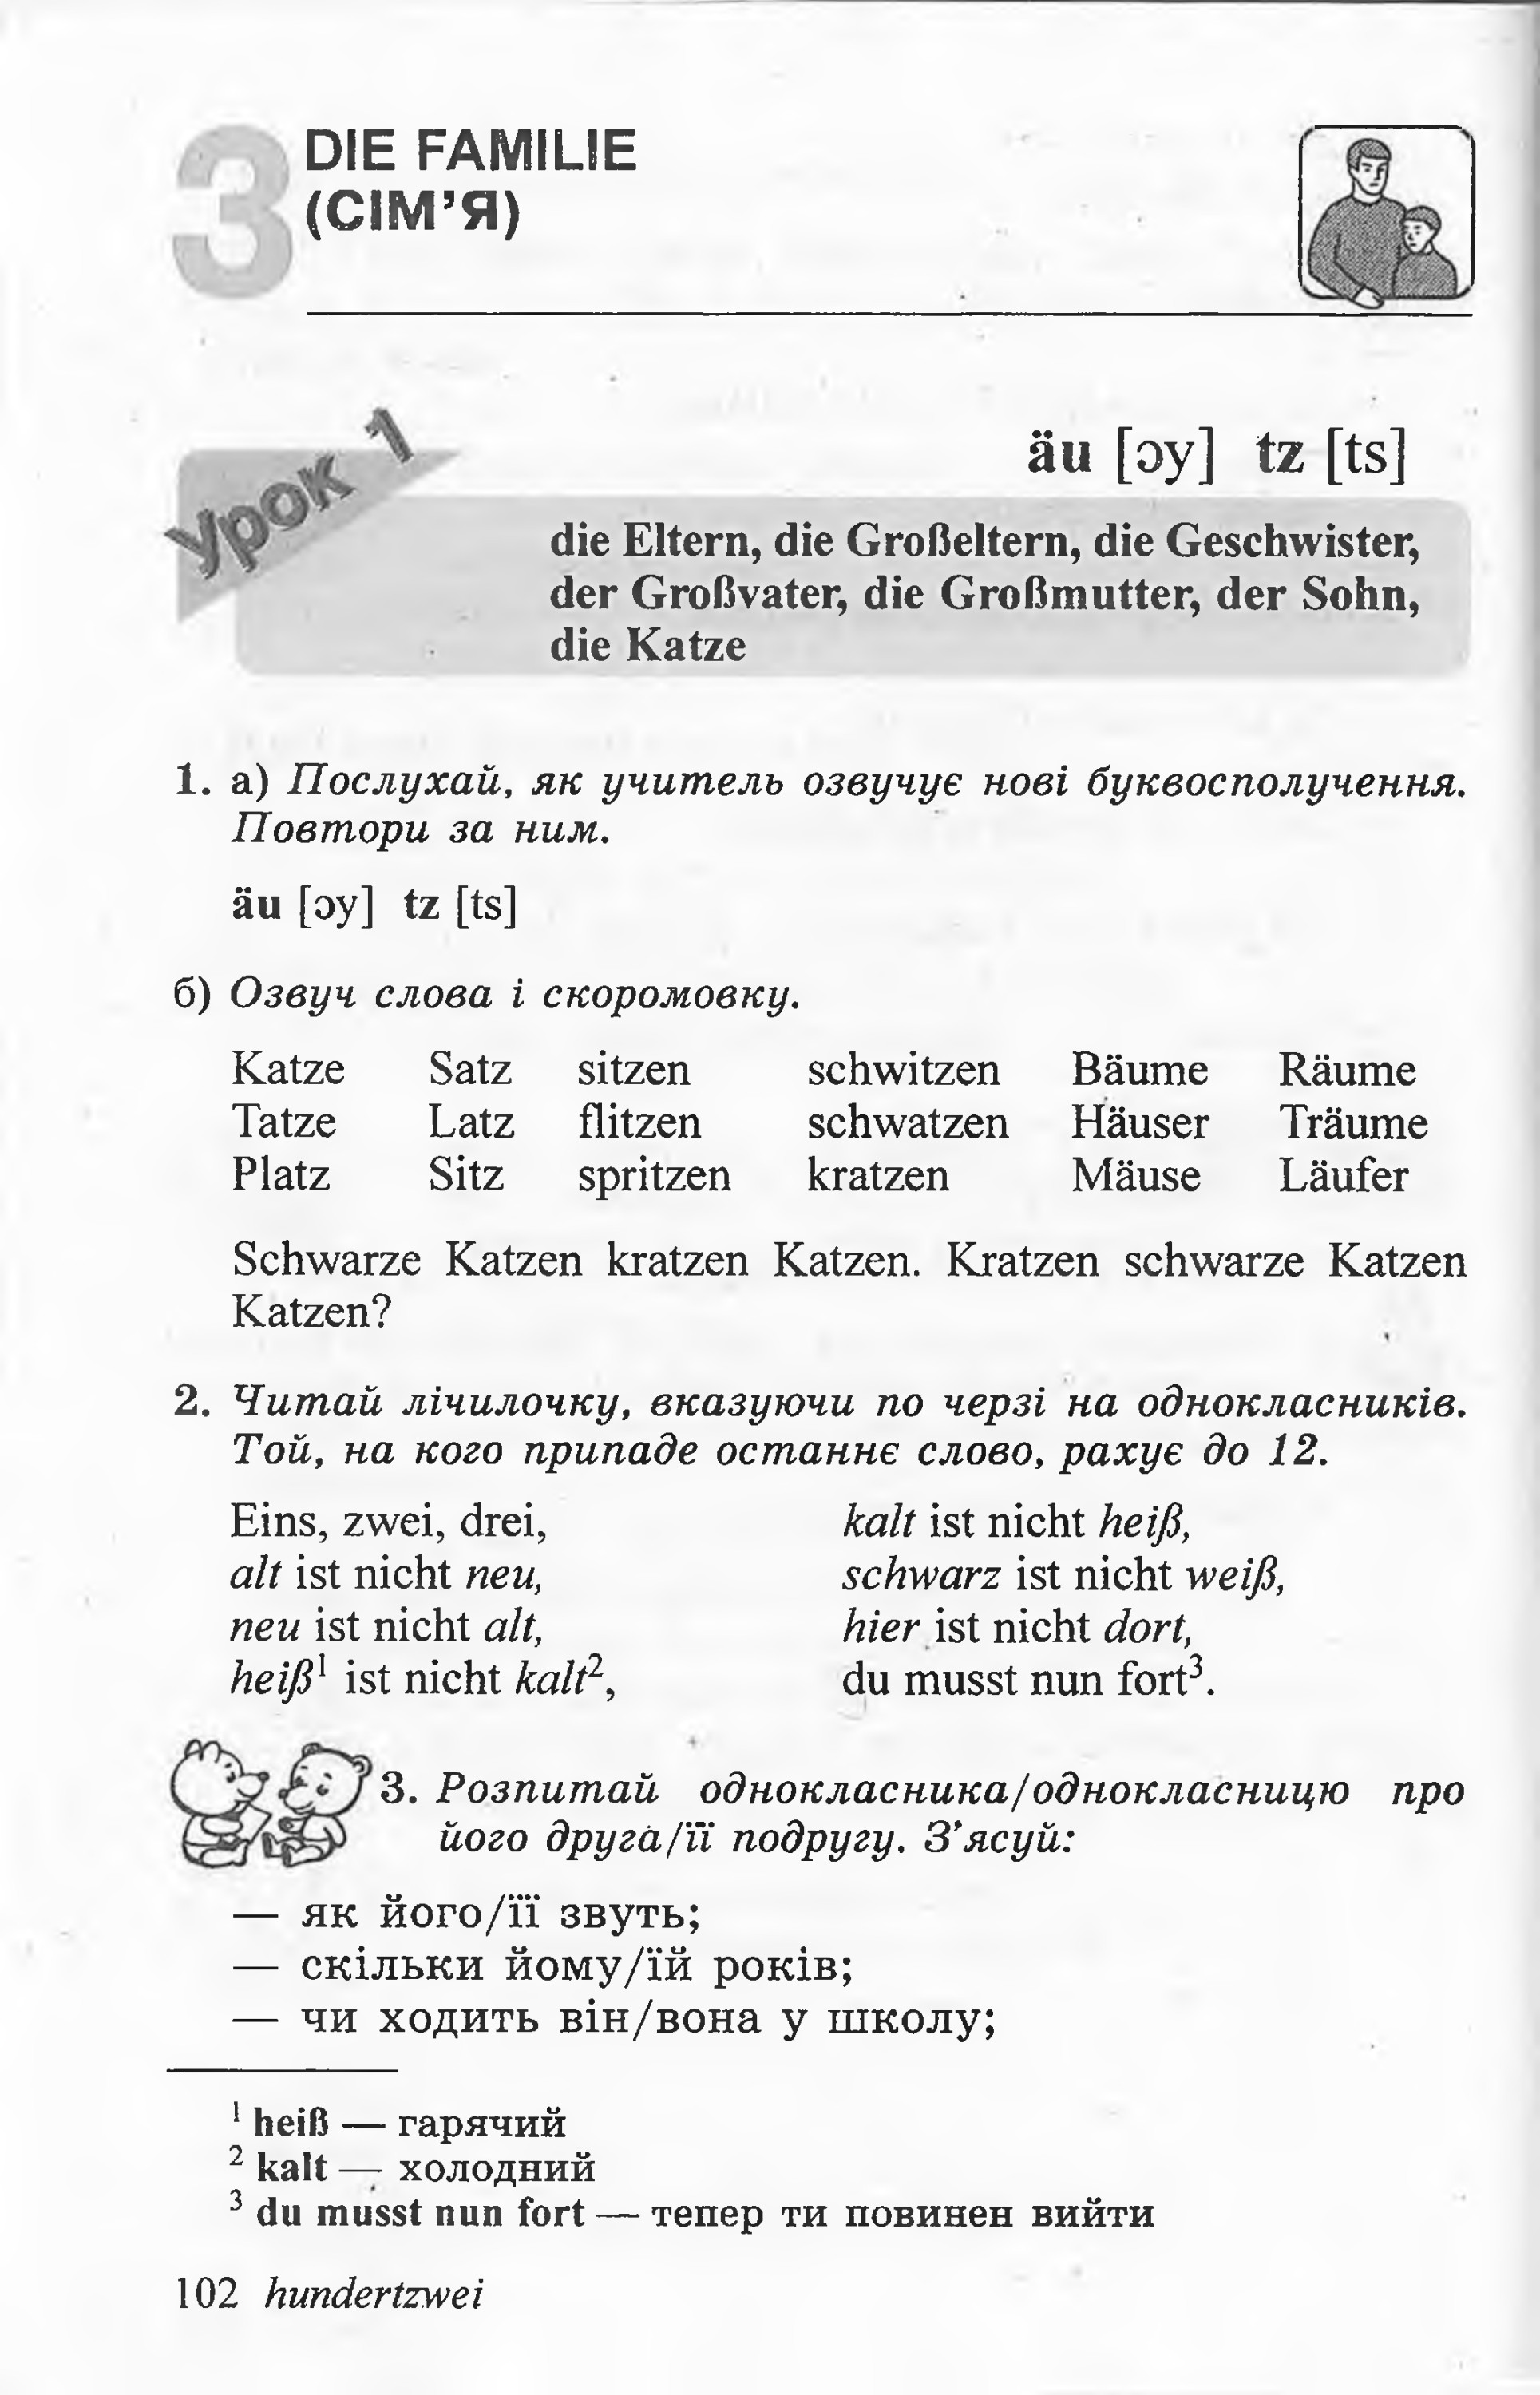 3
DIE FAMILIE
(СІМ’Я)
Урок 1
äu [ɔy] tz [ts]
die Eltern, die Großeltern, die Geschwister,
der Großvater, die Großmutter, der Sohn,
die Katze
1. а) Послухай, як учитель озвучує нові буквосполучення.
Повтори за ним.
äu [ɔy] tz [ts]
б) Озвуч слова і скоромовку.
Katze Satz sitzen schwitzen Bäume Räume
Tatze Latz flitzen schwatzen Häuser Träume
Platz Sitz spritzen kratzen Mäuse Läufer
Schwarze Katzen kratzen Katzen. Kratzen schwarze Katzen
Katzen?
2. Читай лічилочку, вказуючи по черзі на однокласників.
Той, на кого припаде останнє слово, рахує до 12.
Eins, zwei, drei,
alt ist nicht neu,
neu ist nicht alt,
heiß¹ ist nicht kalt²,
kalt ist nicht heiß,
schwarz ist nicht weiß,
hier ist nicht dort,
du musst nun fort³.
3. Розпитай однокласника/однокласницю про
його друга/її подругу. З’ясуй:
— як його/її звуть;
— скільки йому/їй років;
— чи ходить він/вона у школу;
¹ heiß — гарячий
² kalt — холодний
³ du musst nun fort — тепер ти повинен вийти
102 hundertzwei